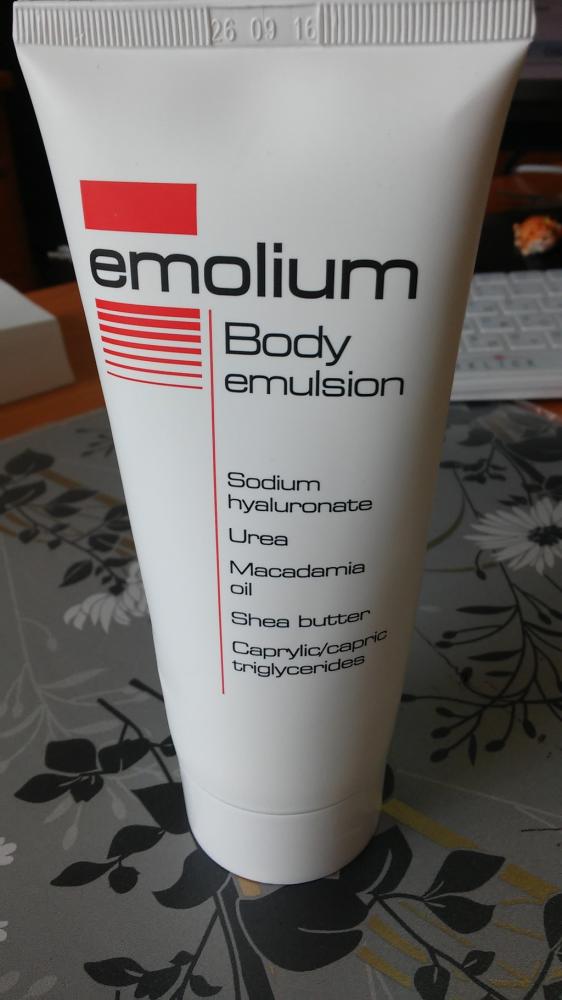 26 09 16
emolium
Body
emulsion
Sodium
hyaluronate
Urea
Macadamia
oil
Shea butter
Caprylic/capric
triglycerides